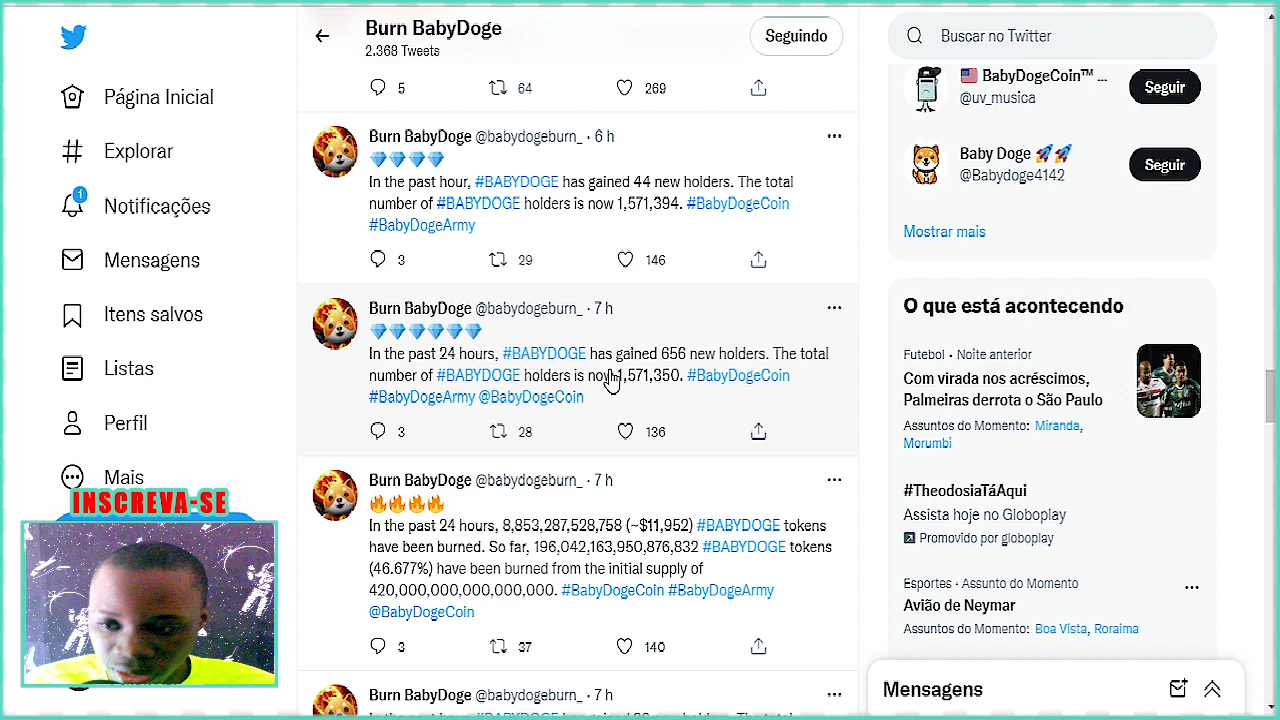 Burn BabyDoge
2.368 Tweets
Seguindo
5 64 269
Burn BabyDoge @babydogeburn_ · 6 h
In the past hour, #BABYDOGE has gained 44 new holders. The total
number of #BABYDOGE holders is now 1,571,394. #BabyDogeCoin
#BabyDogeArmy
3 29 146
Burn BabyDoge @babydogeburn_ · 7 h
In the past 24 hours, #BABYDOGE has gained 656 new holders. The total
number of #BABYDOGE holders is now 1,571,350. #BabyDogeCoin
#BabyDogeArmy @BabyDogeCoin
3 28 136
Burn BabyDoge @babydogeburn_ · 7 h
In the past 24 hours, 8,853,287,528,758 (~$11,952) #BABYDOGE tokens
have been burned. So far, 196,042,163,950,876,832 #BABYDOGE tokens
(46.677%) have been burned from the initial supply of
420,000,000,000,000,000. #BabyDogeCoin #BabyDogeArmy
@BabyDogeCoin
3 37 140
Burn BabyDoge @babydogeburn_ · 7 h
Página Inicial
Explorar
1
Notificações
Mensagens
Itens salvos
Listas
Perfil
Mais
INSCREVA-SE
Buscar no Twitter
BabyDogeCoin™ ...
@uv_musica
Seguir
Baby Doge
@Babydoge4142
Seguir
Mostrar mais
O que está acontecendo
Futebol · Noite anterior
Com virada nos acréscimos,
Palmeiras derrota o São Paulo
Assuntos do Momento: Miranda,
Morumbi
#TheodosiaTáAqui
Assista hoje no Globoplay
Promovido por globoplay
Esportes · Assunto do Momento
Avião de Neymar
Assuntos do Momento: Boa Vista, Roraima
Mensagens